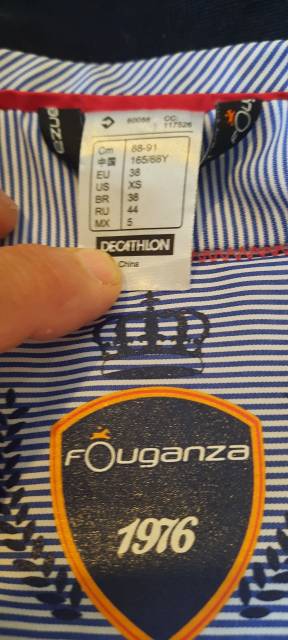 60056 CC:
117526
Cm 88-91
中国 165/88Y
EU 38
US XS
BR 38
RU 44
MX 5
DECATHLON
China
FOuganza
1976